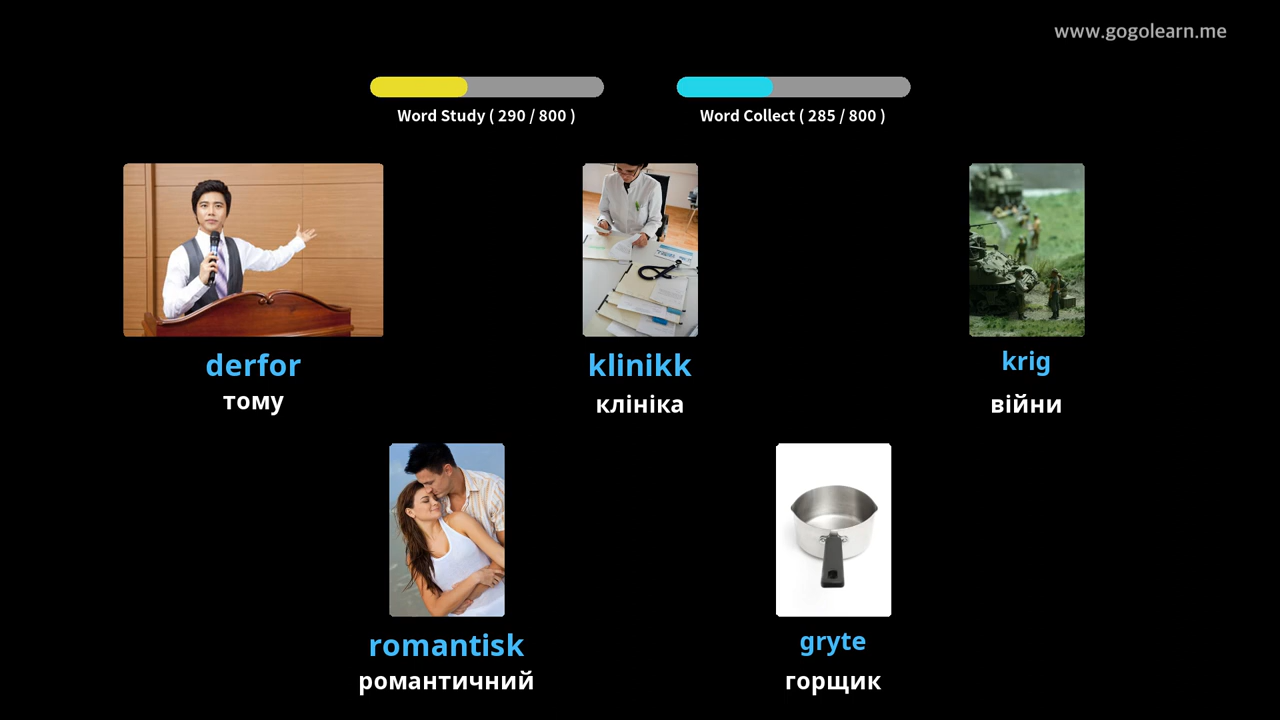 www.gogolearn.me
Word Study ( 290 / 800 )
Word Collect ( 285 / 800 )
derfor
тому
klinikk
клініка
krig
війни
romantisk
романтичний
gryte
горщик